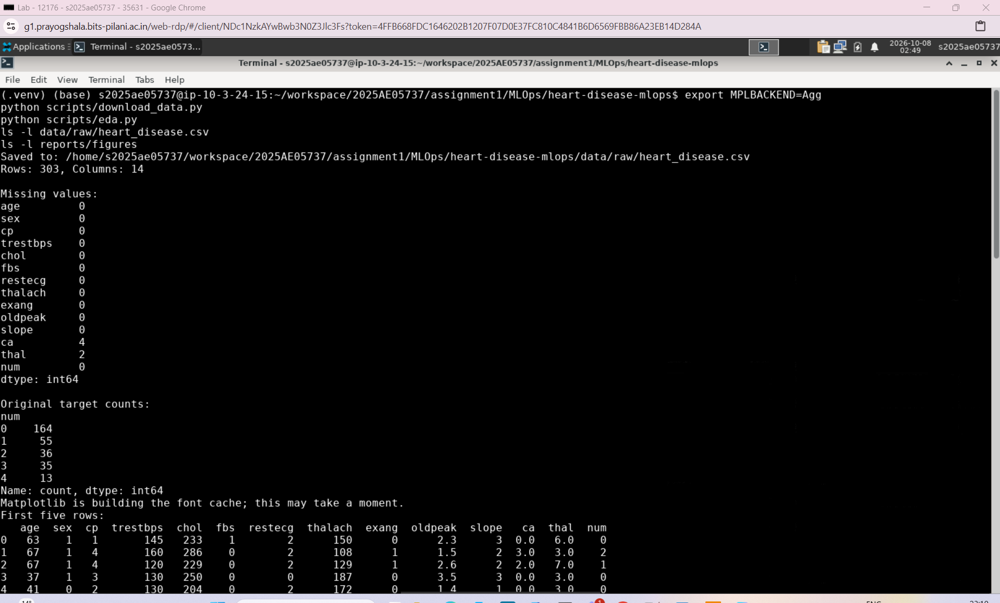 Lab - 12176 - s2025ae05737 - 35631 - Google Chrome
g1.prayogshala.bits-pilani.ac.in/web-rdp/#/client/NDc1NzkAYwBwb3N0Z3Jlc3Fs?token=4FFB668FDC1646202B1207F07D0E37FC810C4841B6D6569FBB86A23EB14D284A
Applications Terminal - s2025ae0573... 2026-10-08 02:49 s2025ae05737
Terminal - s2025ae05737@ip-10-3-24-15:~/workspace/2025AE05737/assignment1/MLOps/heart-disease-mlops
File Edit View Terminal Tabs Help
(.venv) (base) s2025ae05737@ip-10-3-24-15:~/workspace/2025AE05737/assignment1/MLOps/heart-disease-mlops$ export MPLBACKEND=Agg
python scripts/download_data.py
python scripts/eda.py
ls -l data/raw/heart_disease.csv
ls -l reports/figures
Saved to: /home/s2025ae05737/workspace/2025AE05737/assignment1/MLOps/heart-disease-mlops/data/raw/heart_disease.csv
Rows: 303, Columns: 14
Missing values:
age 0
sex 0
cp 0
trestbps 0
chol 0
fbs 0
restecg 0
thalach 0
exang 0
oldpeak 0
slope 0
ca 4
thal 2
num 0
dtype: int64
Original target counts:
num
0 164
1 55
2 36
3 35
4 13
Name: count, dtype: int64
Matplotlib is building the font cache; this may take a moment.
First five rows:
age sex cp trestbps chol fbs restecg thalach exang oldpeak slope ca thal num
0 63 1 1 145 233 1 2 150 0 2.3 3 0.0 6.0 0
1 67 1 4 160 286 0 2 108 1 1.5 2 3.0 3.0 2
2 67 1 4 120 229 0 2 129 1 2.6 2 2.0 7.0 1
3 37 1 3 130 250 0 0 187 0 3.5 3 0.0 3.0 0
4 41 0 2 130 204 0 2 172 0 1.4 1 0.0 3.0 0